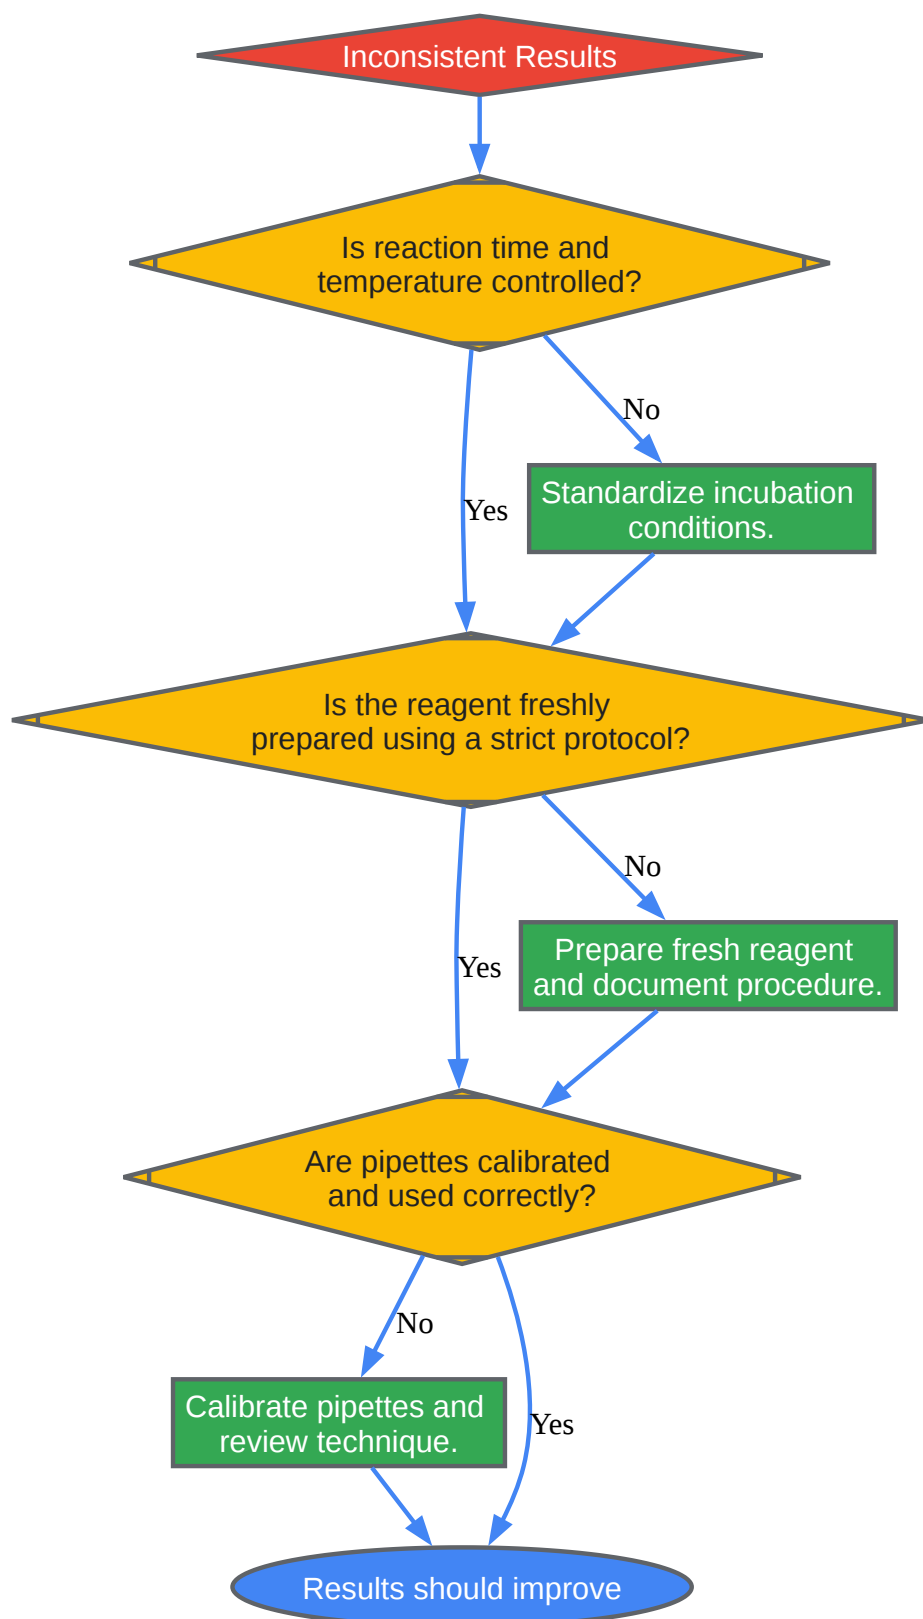 Inconsistent Results
Is reaction time and
temperature controlled?
No
Standardize incubation
conditions.
Yes
Is the reagent freshly
prepared using a strict protocol?
No
Prepare fresh reagent
and document procedure.
Yes
Are pipettes calibrated
and used correctly?
No
Calibrate pipettes and
review technique.
Yes
Results should improve